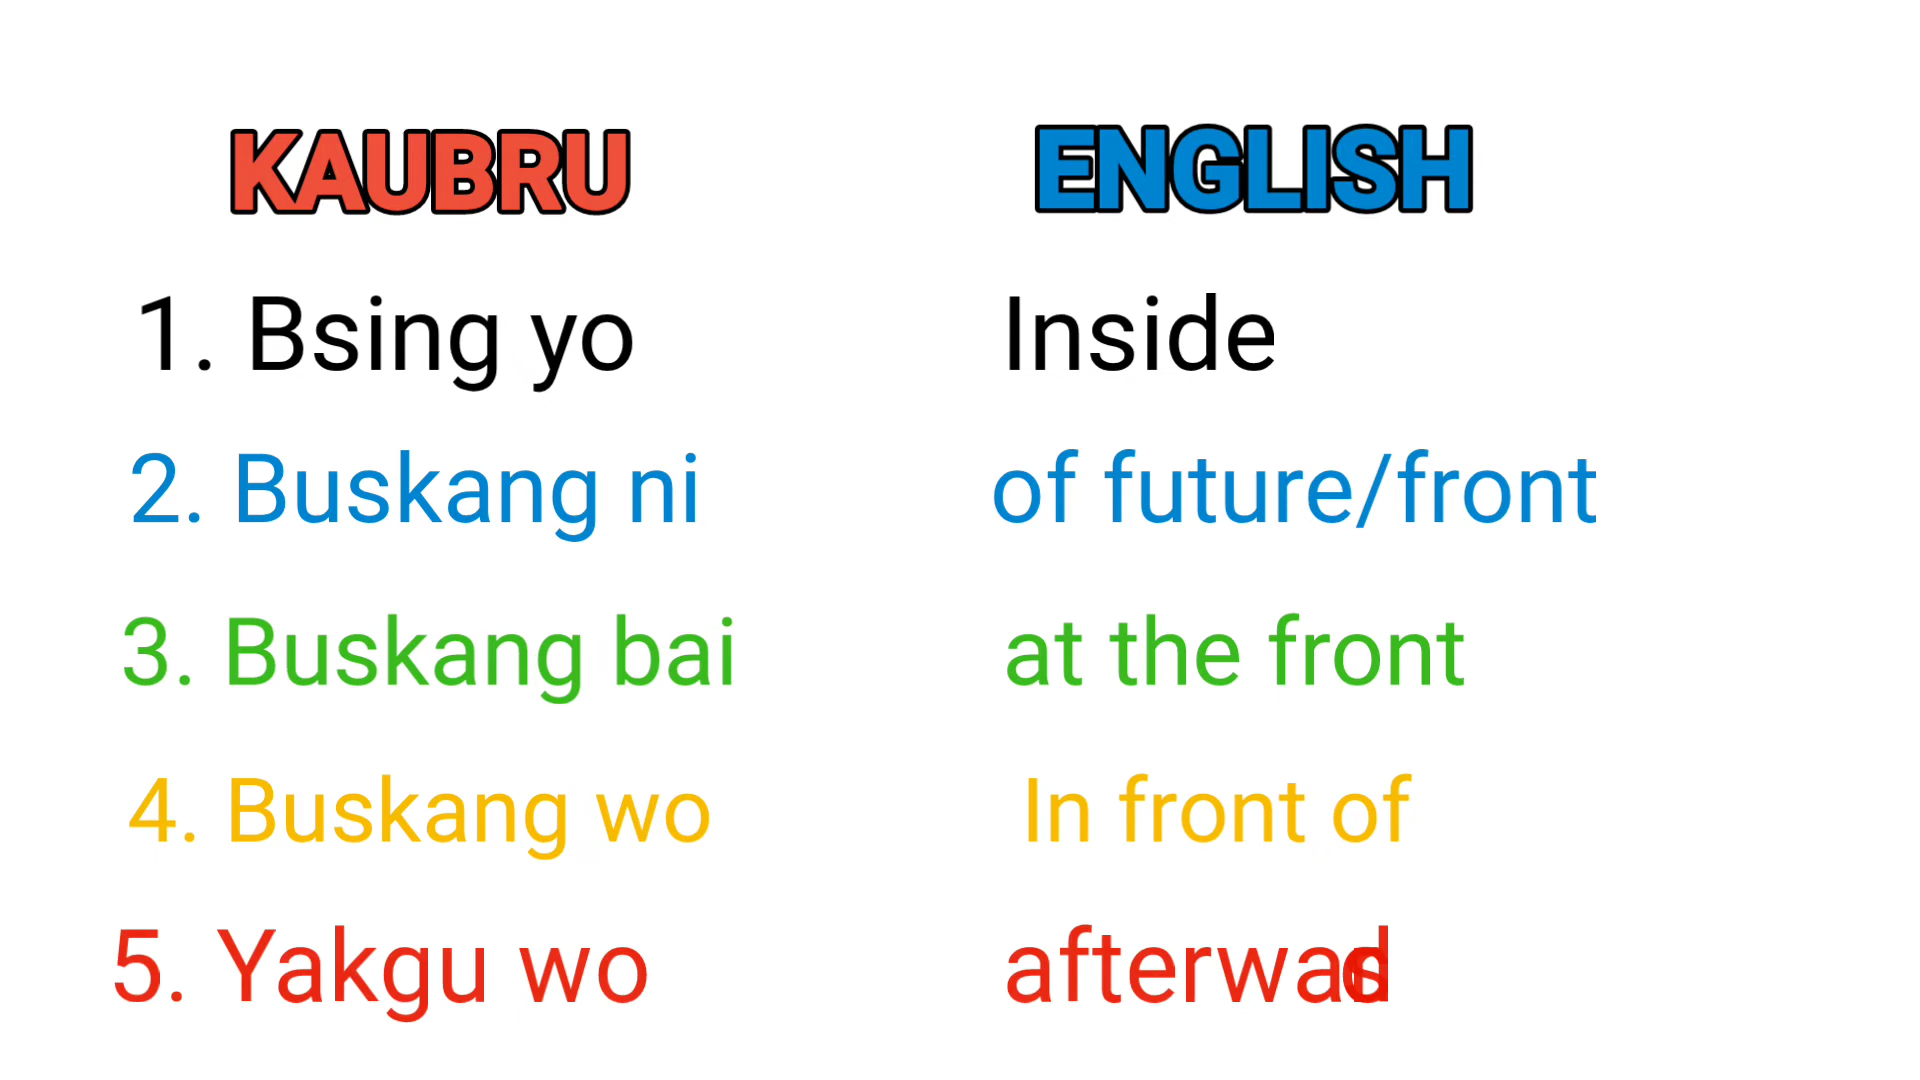 KAUBRU ENGLISH
1. Bsing yo Inside
2. Buskang ni of future/front
3. Buskang bai at the front
4. Buskang wo In front of
5. Yakgu wo